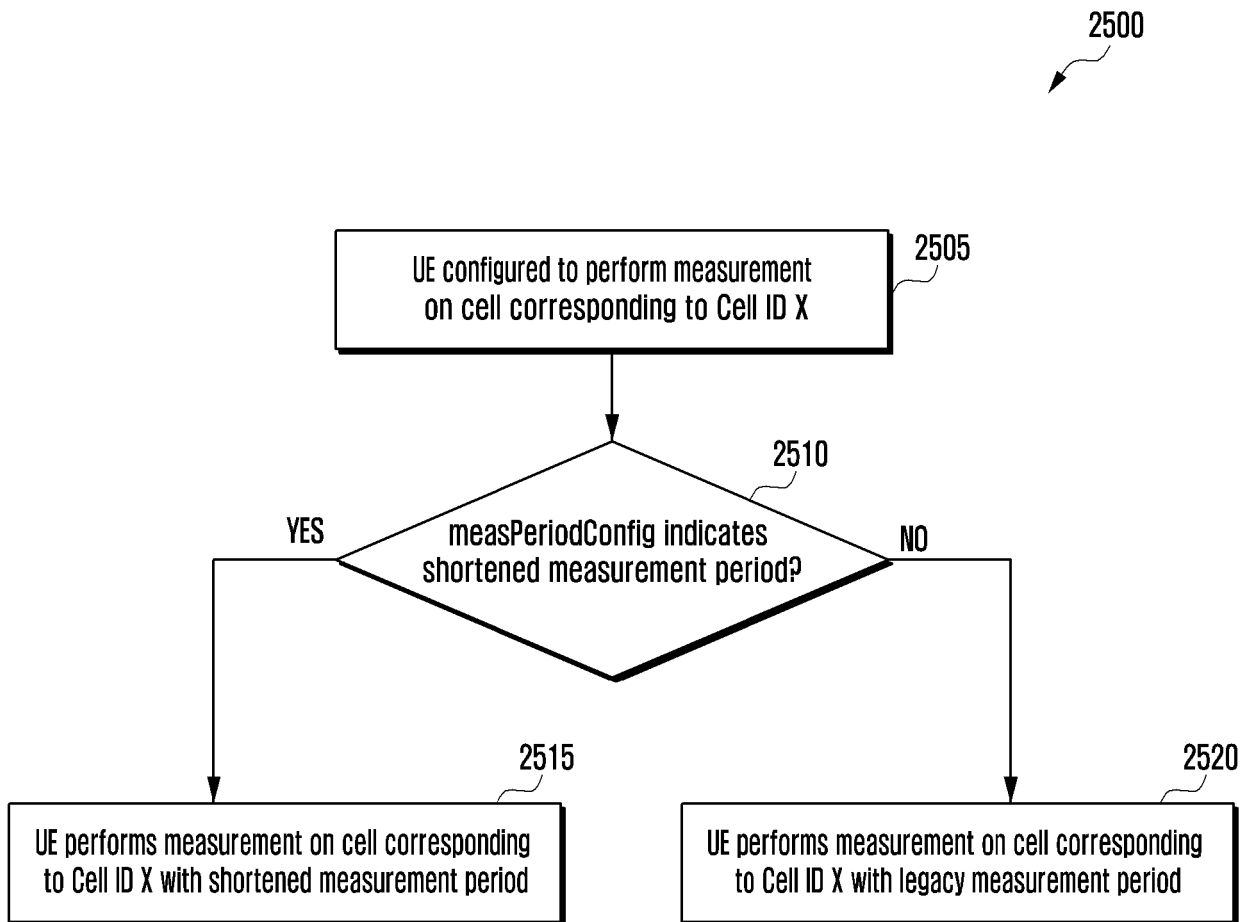 2500
2505
UE configured to perform measurement
on cell corresponding to Cell ID X
2510
measPeriodConfig indicates
shortened measurement period?
YES
NO
2515
UE performs measurement on cell corresponding
to Cell ID X with shortened measurement period
2520
UE performs measurement on cell corresponding
to Cell ID X with legacy measurement period